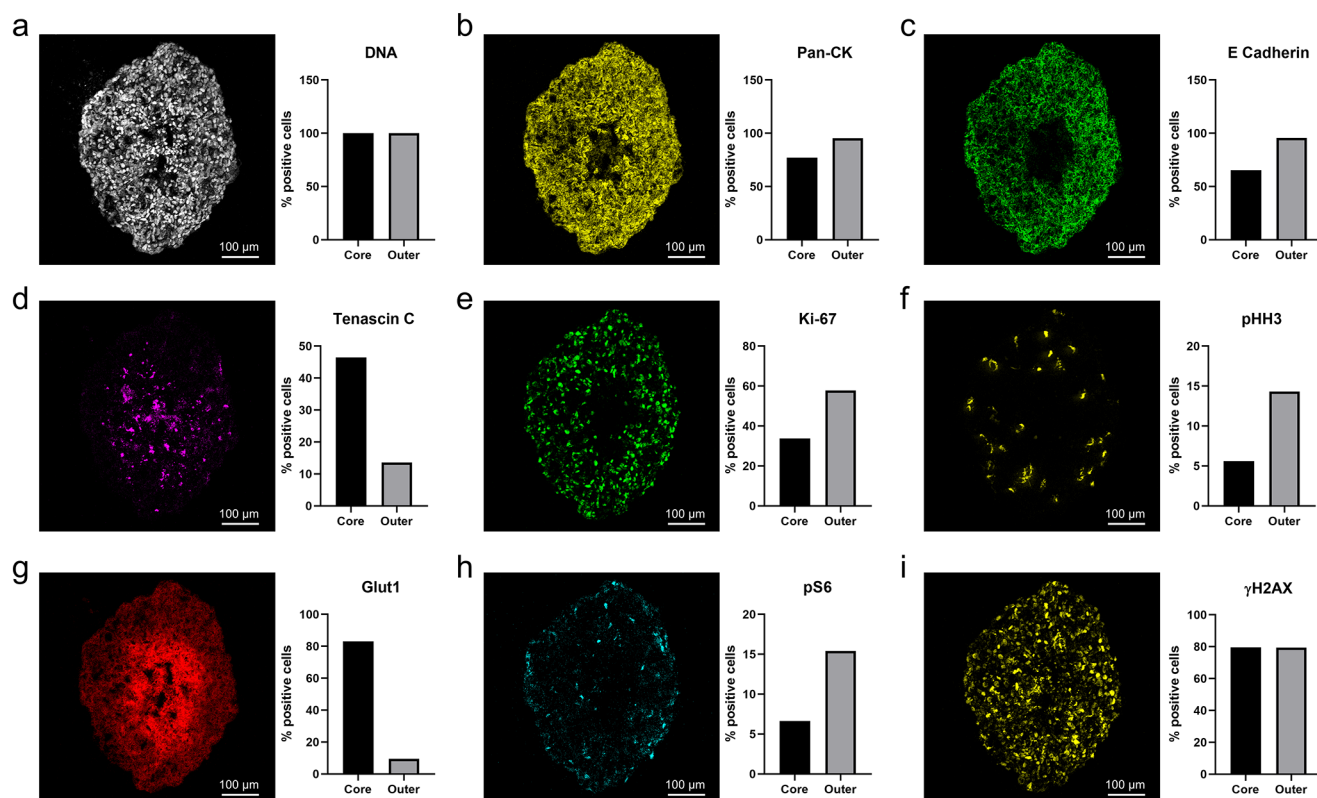 a
DNA
% positive cells
150
100
50
0
Core Outer
100 µm
b
Pan-CK
% positive cells
150
100
50
0
Core Outer
100 µm
c
E Cadherin
% positive cells
150
100
50
0
Core Outer
100 µm
d
Tenascin C
% positive cells
50
40
30
20
10
0
Core Outer
100 µm
e
Ki-67
% positive cells
80
60
40
20
0
Core Outer
100 µm
f
pHH3
% positive cells
20
15
10
5
0
Core Outer
100 µm
g
Glut1
% positive cells
100
80
60
40
20
0
Core Outer
100 µm
h
pS6
% positive cells
20
15
10
5
0
Core Outer
100 µm
i
γH2AX
% positive cells
100
80
60
40
20
0
Core Outer
100 µm